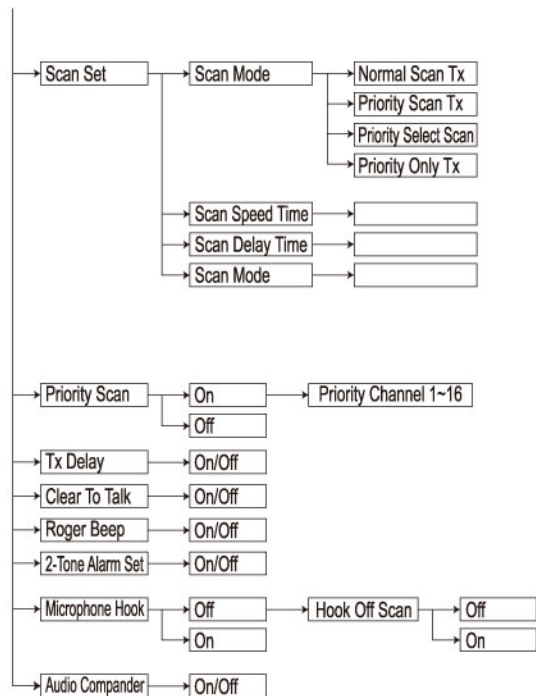 Scan Set
Scan Mode
Normal Scan Tx
Priority Scan Tx
Priority Select Scan
Priority Only Tx
Scan Speed Time
Scan Delay Time
Scan Mode
Priority Scan
On
Priority Channel 1~16
Off
Tx Delay
On/Off
Clear To Talk
On/Off
Roger Beep
On/Off
2-Tone Alarm Set
On/Off
Microphone Hook
Off
Hook Off Scan
Off
On
On
Audio Compander
On/Off